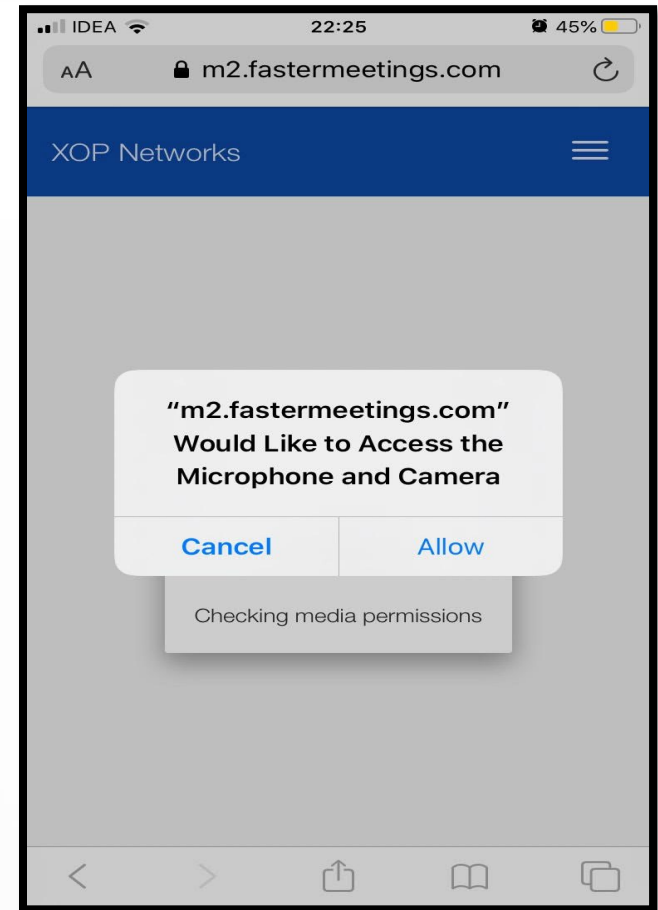 IDEA 22:25 45%
AA m2.fastermeetings.com
XOP Networks
“m2.fastermeetings.com”
Would Like to Access the
Microphone and Camera
Cancel Allow
Checking media permissions